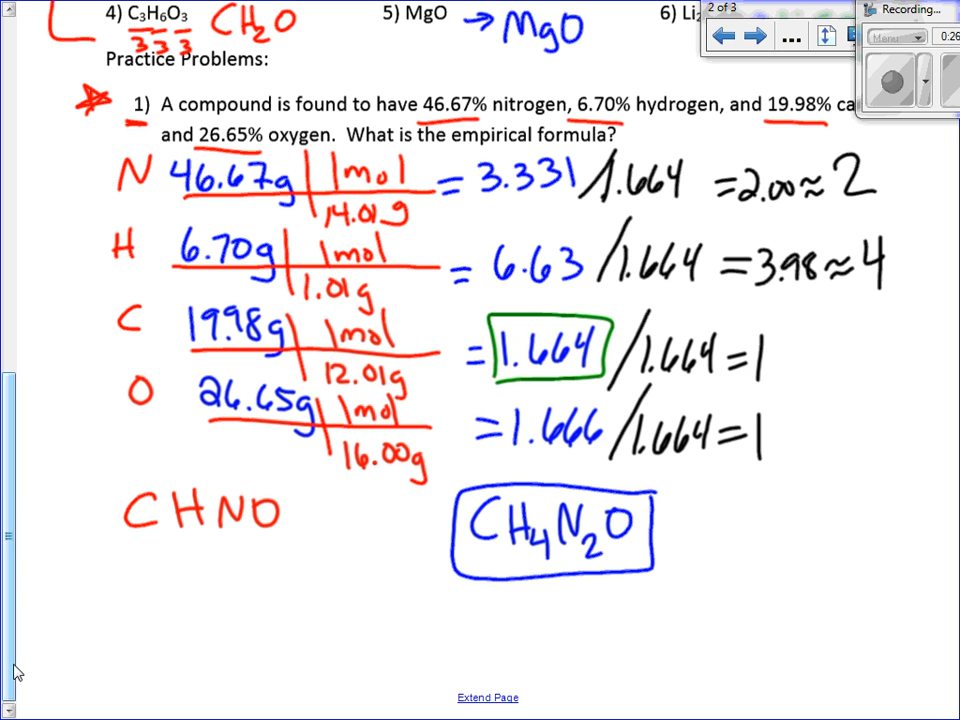 4) C3H6O3 CH2O 5) MgO → MgO 6) Li2
3 3 3
Practice Problems:
1) A compound is found to have 46.67% nitrogen, 6.70% hydrogen, and 19.98% ca
and 26.65% oxygen. What is the empirical formula?
N 46.67g | 1mol = 3.331 / 1.664 = 2.00 ≈ 2
14.01g
H 6.70g | 1mol = 6.63 / 1.664 = 3.98 ≈ 4
1.01g
C 19.98g | 1mol = 1.664 / 1.664 = 1
12.01g
O 26.65g | 1mol = 1.666 / 1.664 = 1
16.00g
CHNO CH4N2O
Extend Page
2 of 3
...
Recording...
Menu 0:26